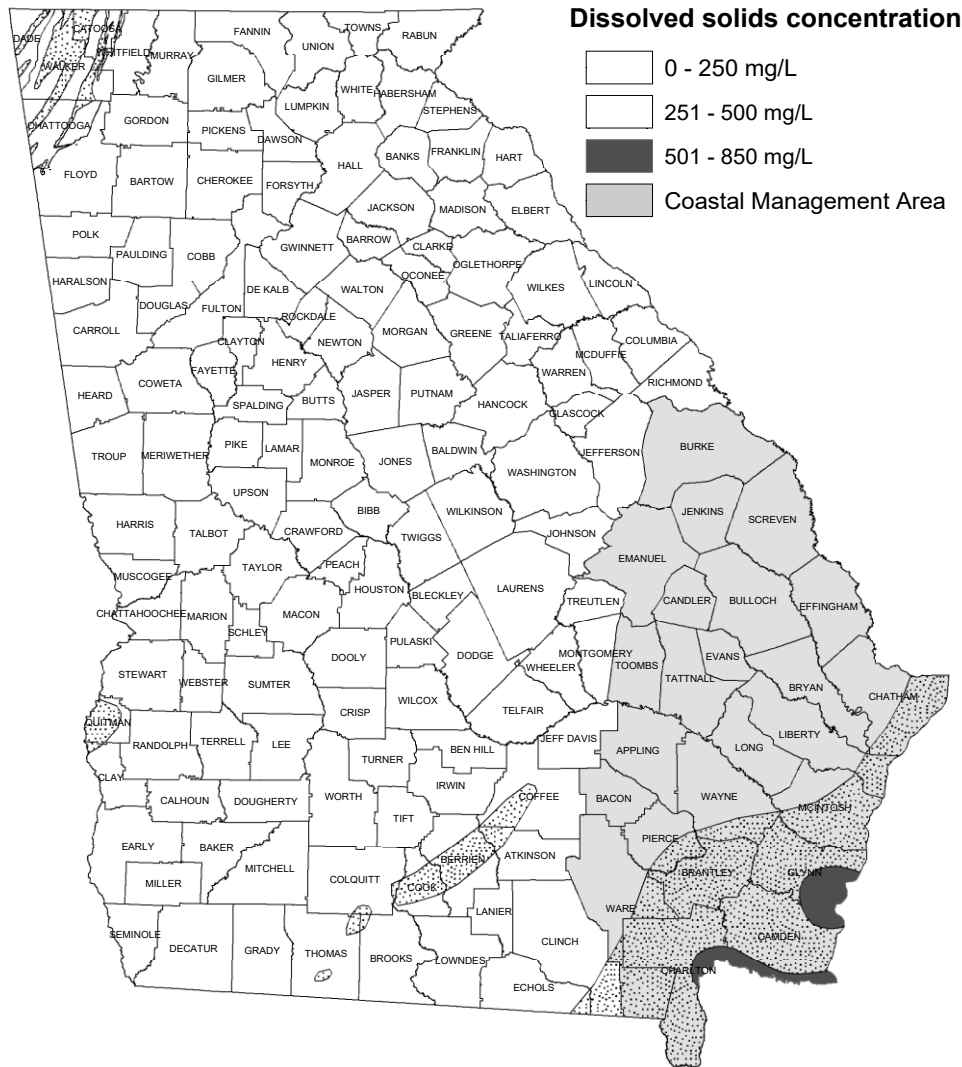 Dissolved solids concentration
0 - 250 mg/L
251 - 500 mg/L
501 - 850 mg/L
Coastal Management Area
DADE
CATOOSA
WHITFIELD
WALKER
MURRAY
FANNIN
UNION
TOWNS
RABUN
GILMER
WHITE
HABERSHAM
LUMPKIN
STEPHENS
CHATTOOGA
GORDON
PICKENS
DAWSON
BANKS
FRANKLIN
HART
HALL
FLOYD
BARTOW
CHEROKEE
FORSYTH
JACKSON
MADISON
ELBERT
POLK
PAULDING
COBB
GWINNETT
BARROW
CLARKE
OCONEE
OGLETHORPE
HARALSON
DE KALB
WALTON
WILKES
LINCOLN
DOUGLAS
FULTON
ROCKDALE
CARROLL
CLAYTON
NEWTON
MORGAN
GREENE
TALIAFERRO
COLUMBIA
MCDUFFIE
HENRY
FAYETTE
WARREN
COWETA
RICHMOND
HEARD
SPALDING
BUTTS
JASPER
PUTNAM
HANCOCK
GLASCOCK
TROUP
MERIWETHER
PIKE
LAMAR
MONROE
JONES
BALDWIN
WASHINGTON
JEFFERSON
BURKE
UPSON
BIBB
WILKINSON
JENKINS
SCREVEN
HARRIS
TALBOT
CRAWFORD
TWIGGS
JOHNSON
EMANUEL
PEACH
TAYLOR
MUSCOGEE
HOUSTON
BLECKLEY
LAURENS
TREUTLEN
CANDLER
BULLOCH
EFFINGHAM
CHATTAHOOCHEE
MARION
MACON
SCHLEY
PULASKI
DOOLY
DODGE
MONTGOMERY
WHEELER
TOOMBS
EVANS
TATTNALL
BRYAN
CHATHAM
STEWART
WEBSTER
SUMTER
CRISP
WILCOX
TELFAIR
QUITMAN
RANDOLPH
TERRELL
LEE
BEN HILL
JEFF DAVIS
APPLING
LONG
LIBERTY
CLAY
TURNER
IRWIN
COFFEE
BACON
WAYNE
MCINTOSH
CALHOUN
DOUGHERTY
WORTH
TIFT
PIERCE
EARLY
BAKER
MITCHELL
BERRIEN
ATKINSON
BRANTLEY
GLYNN
MILLER
COLQUITT
COOK
LANIER
WARE
SEMINOLE
DECATUR
GRADY
THOMAS
BROOKS
LOWNDES
CLINCH
CAMDEN
CHARLTON
ECHOLS